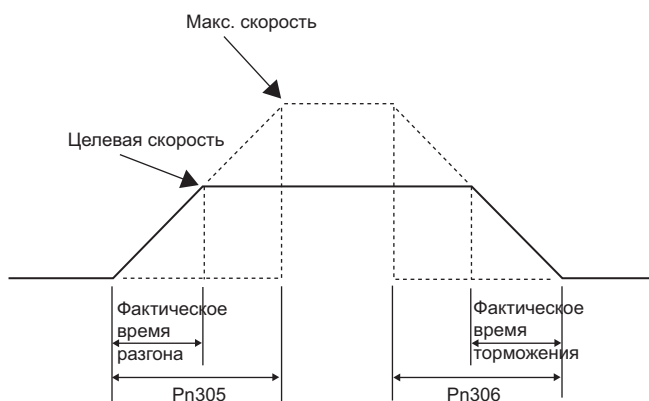 Макс. скорость
Целевая скорость
Фактическое
время
разгона
Фактическое
время
торможения
Pn305
Pn306